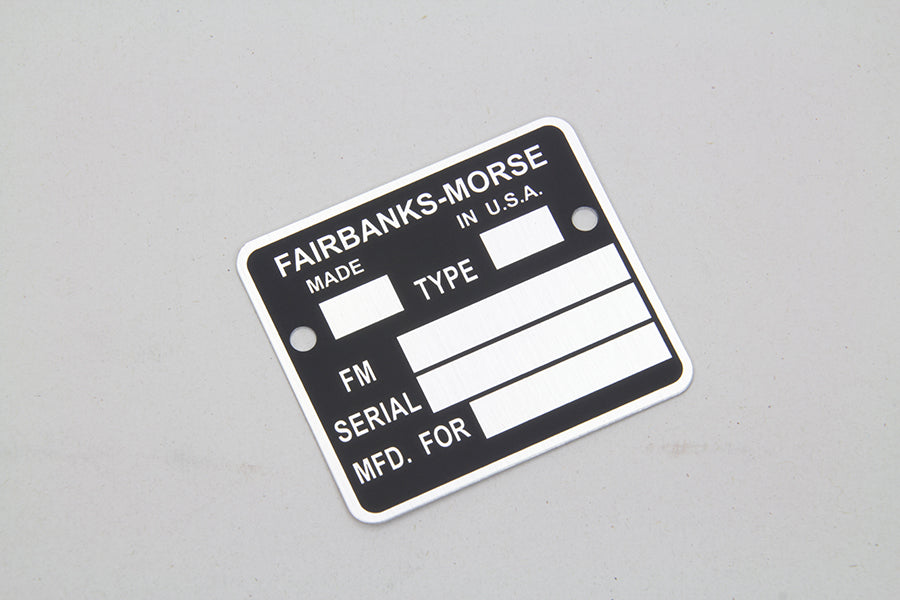 FAIRBANKS-MORSE
MADE IN U.S.A.
TYPE
FM
SERIAL
MFD. FOR